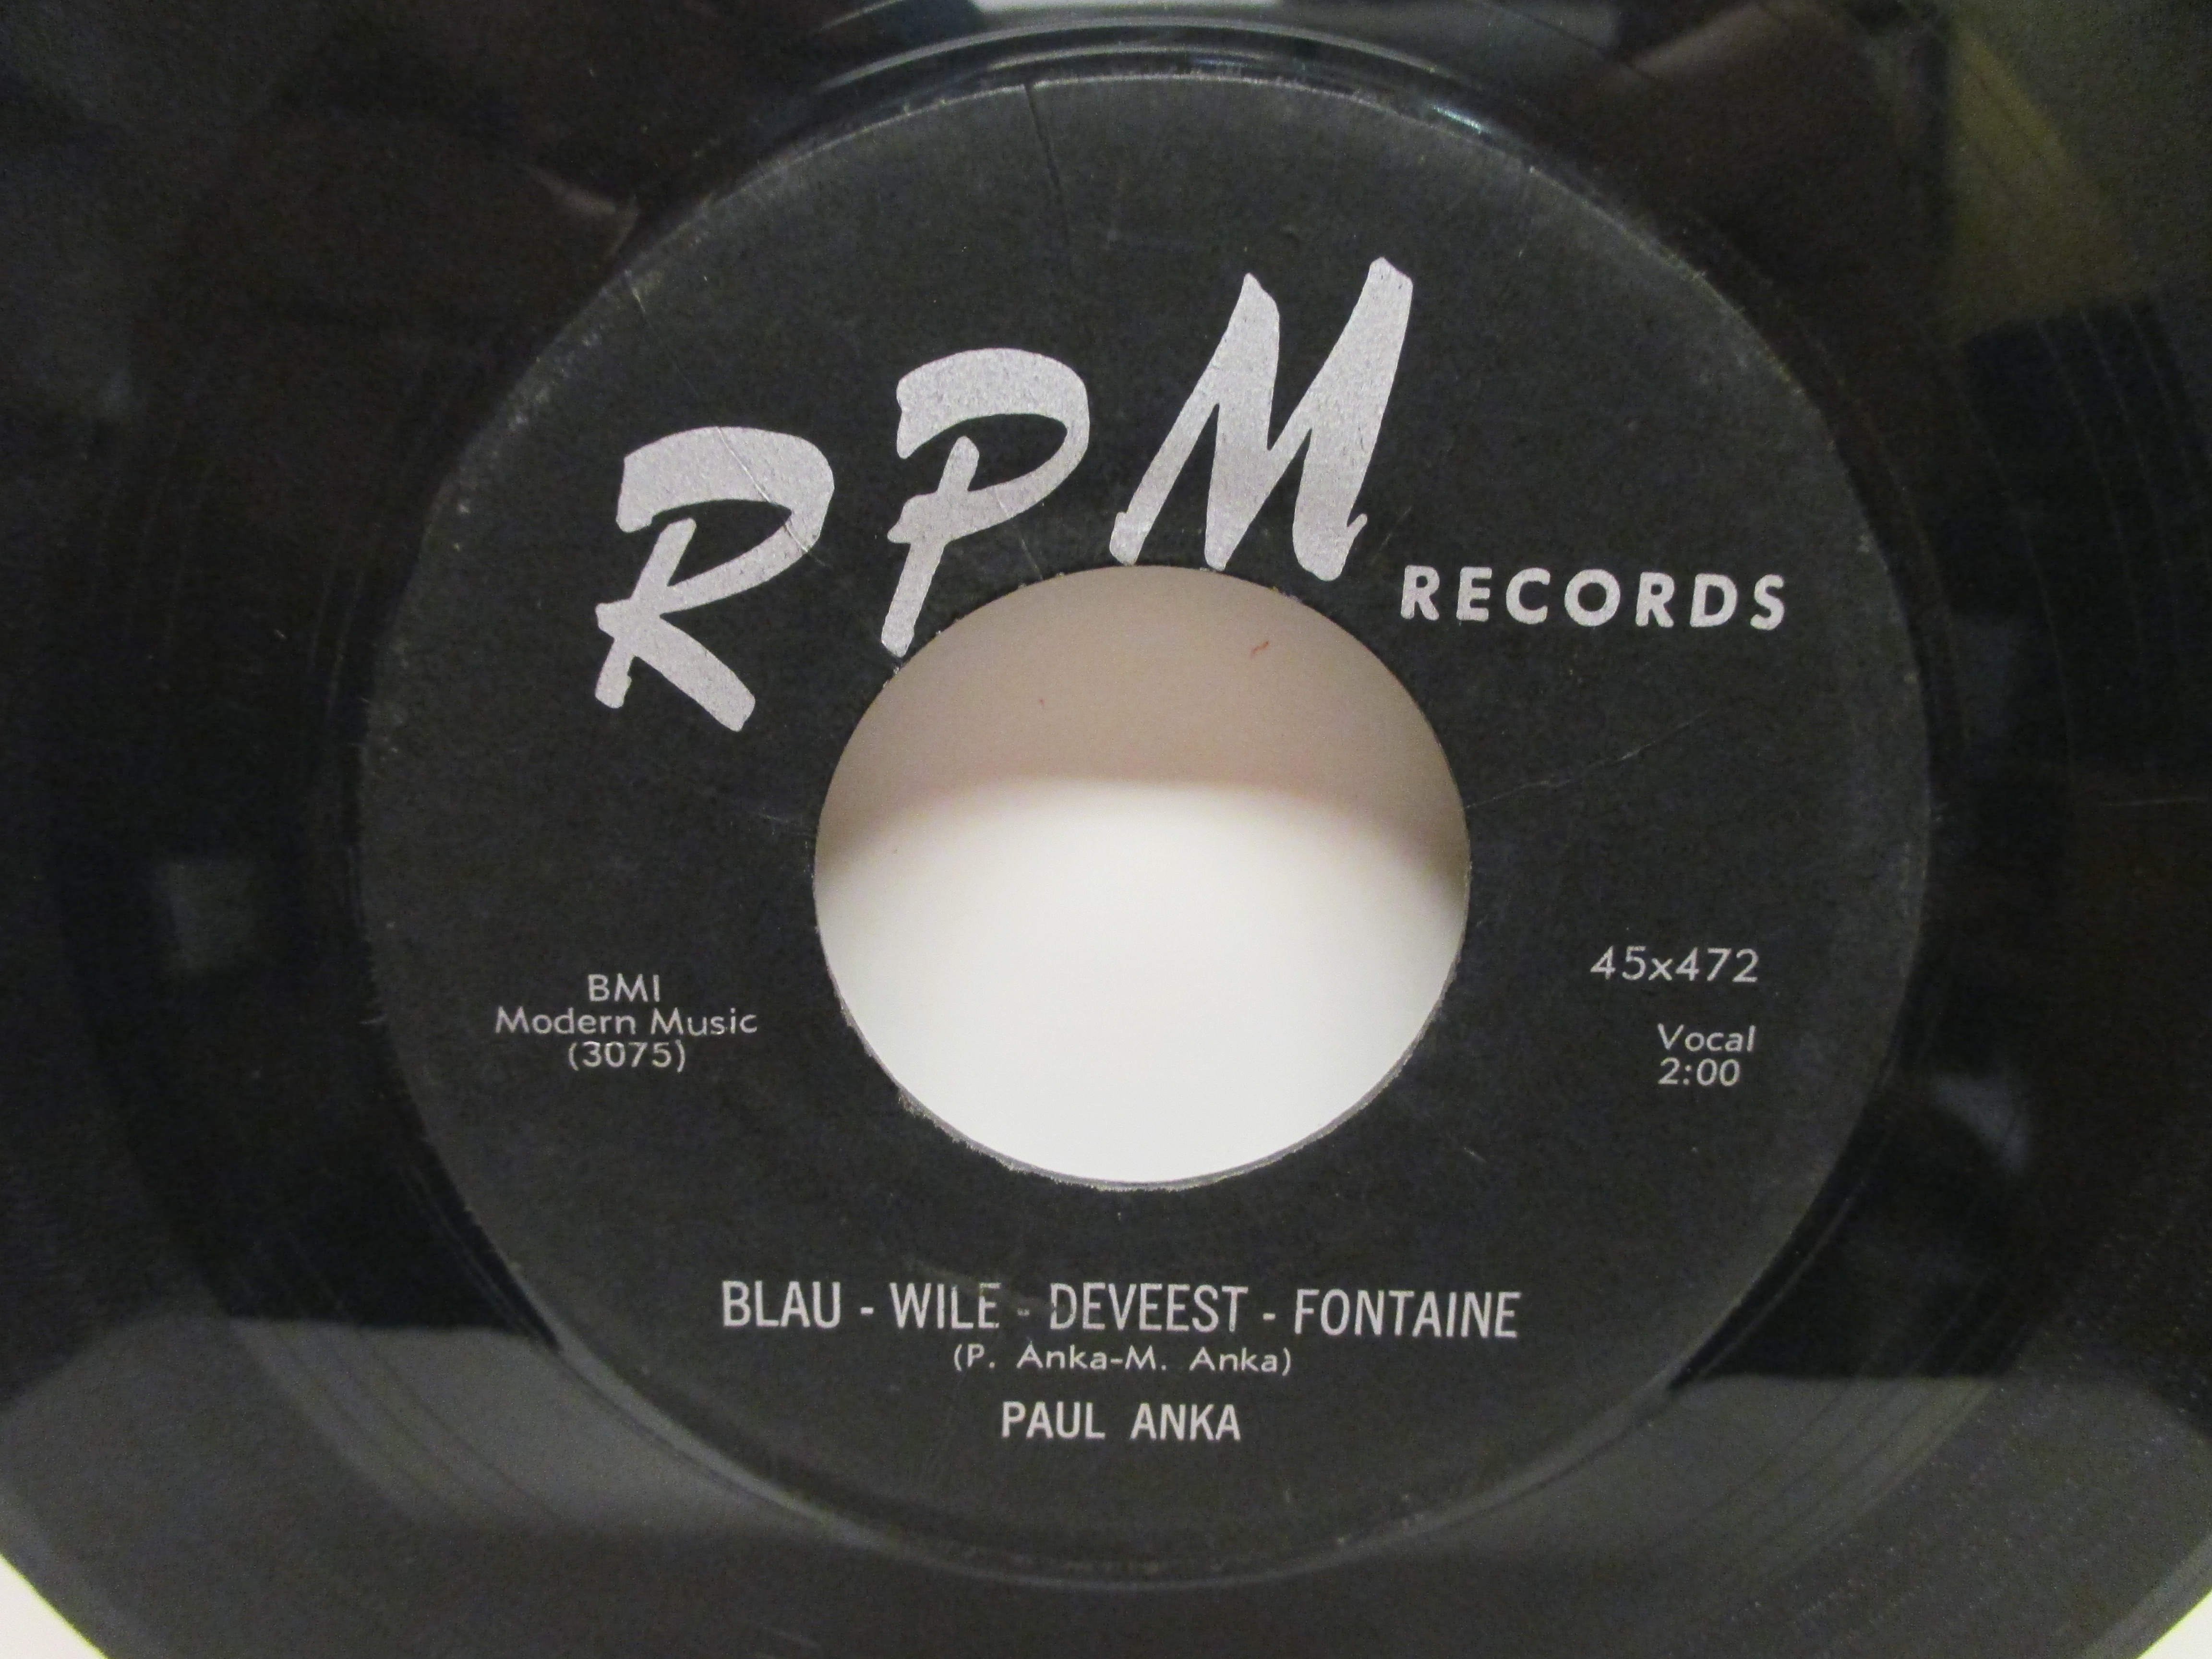 RPM RECORDS
BMI
Modern Music
(3075)
45x472
Vocal
2:00
BLAU - WILE - DEVEEST - FONTAINE
(P. Anka-M. Anka)
PAUL ANKA